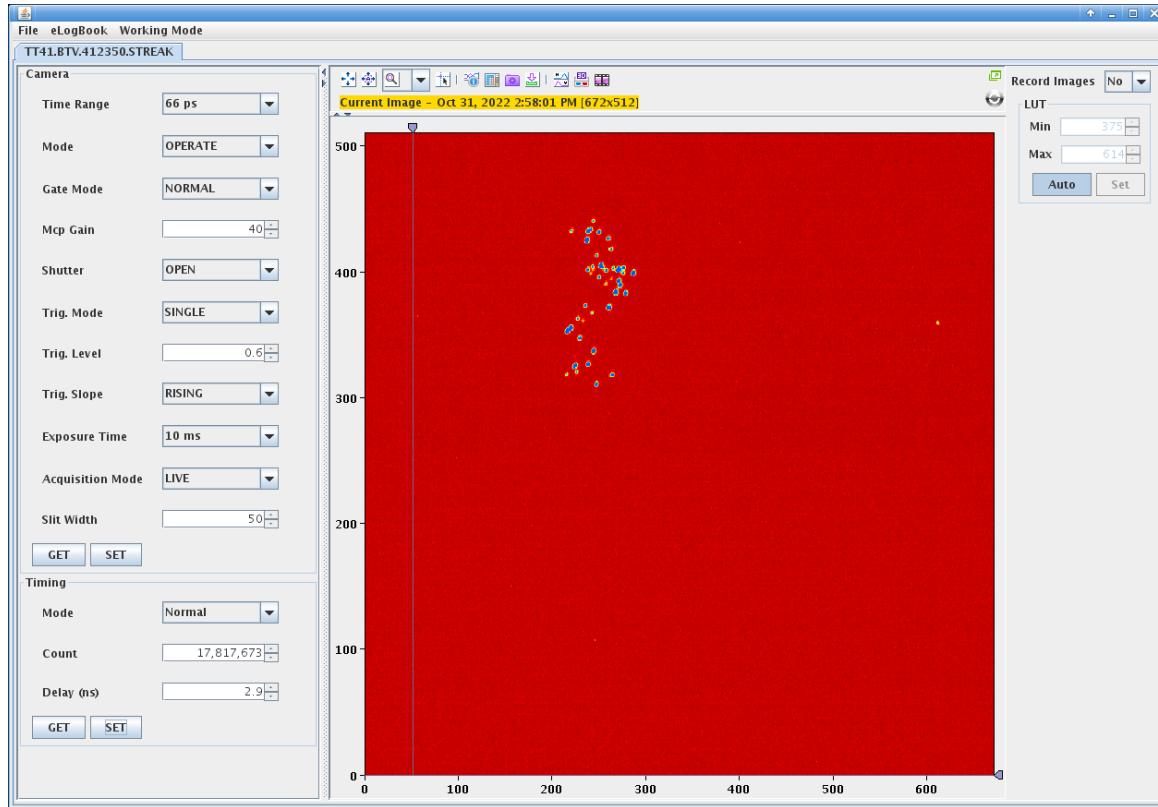 File eLogBook Working Mode
TT41.BTV.412350.STREAK
Camera
Time Range 66 ps
Mode OPERATE
Gate Mode NORMAL
Mcp Gain 40
Shutter OPEN
Trig. Mode SINGLE
Trig. Level 0.6
Trig. Slope RISING
Exposure Time 10 ms
Acquisition Mode LIVE
Slit Width 50
GET SET
Timing
Mode Normal
Count 17,817,673
Delay (ns) 2.9
GET SET
Current Image - Oct 31, 2022 2:58:01 PM [672x512]
500
400
300
200
100
0
0 100 200 300 400 500 600
Record Images No
LUT
Min 375
Max 614
Auto Set